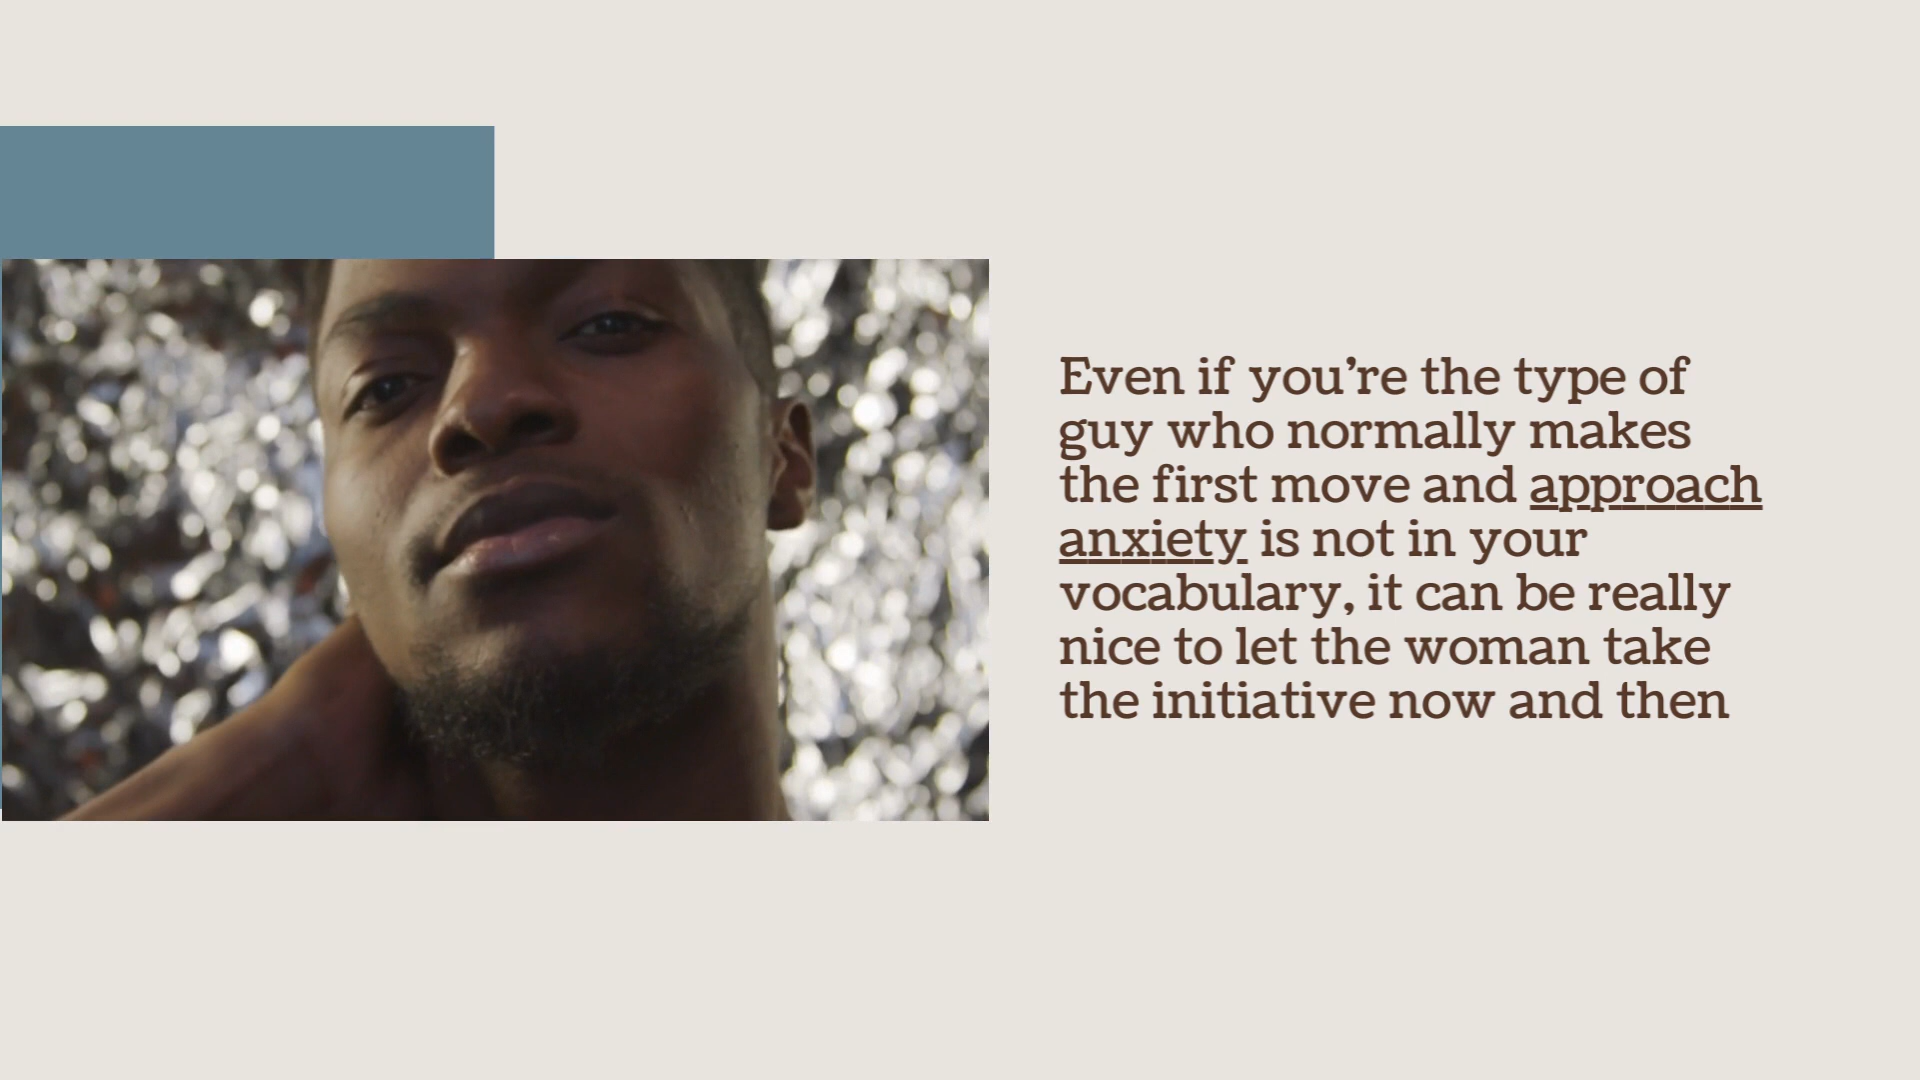 Even if you’re the type of
guy who normally makes
the first move and approach
anxiety is not in your
vocabulary, it can be really
nice to let the woman take
the initiative now and then